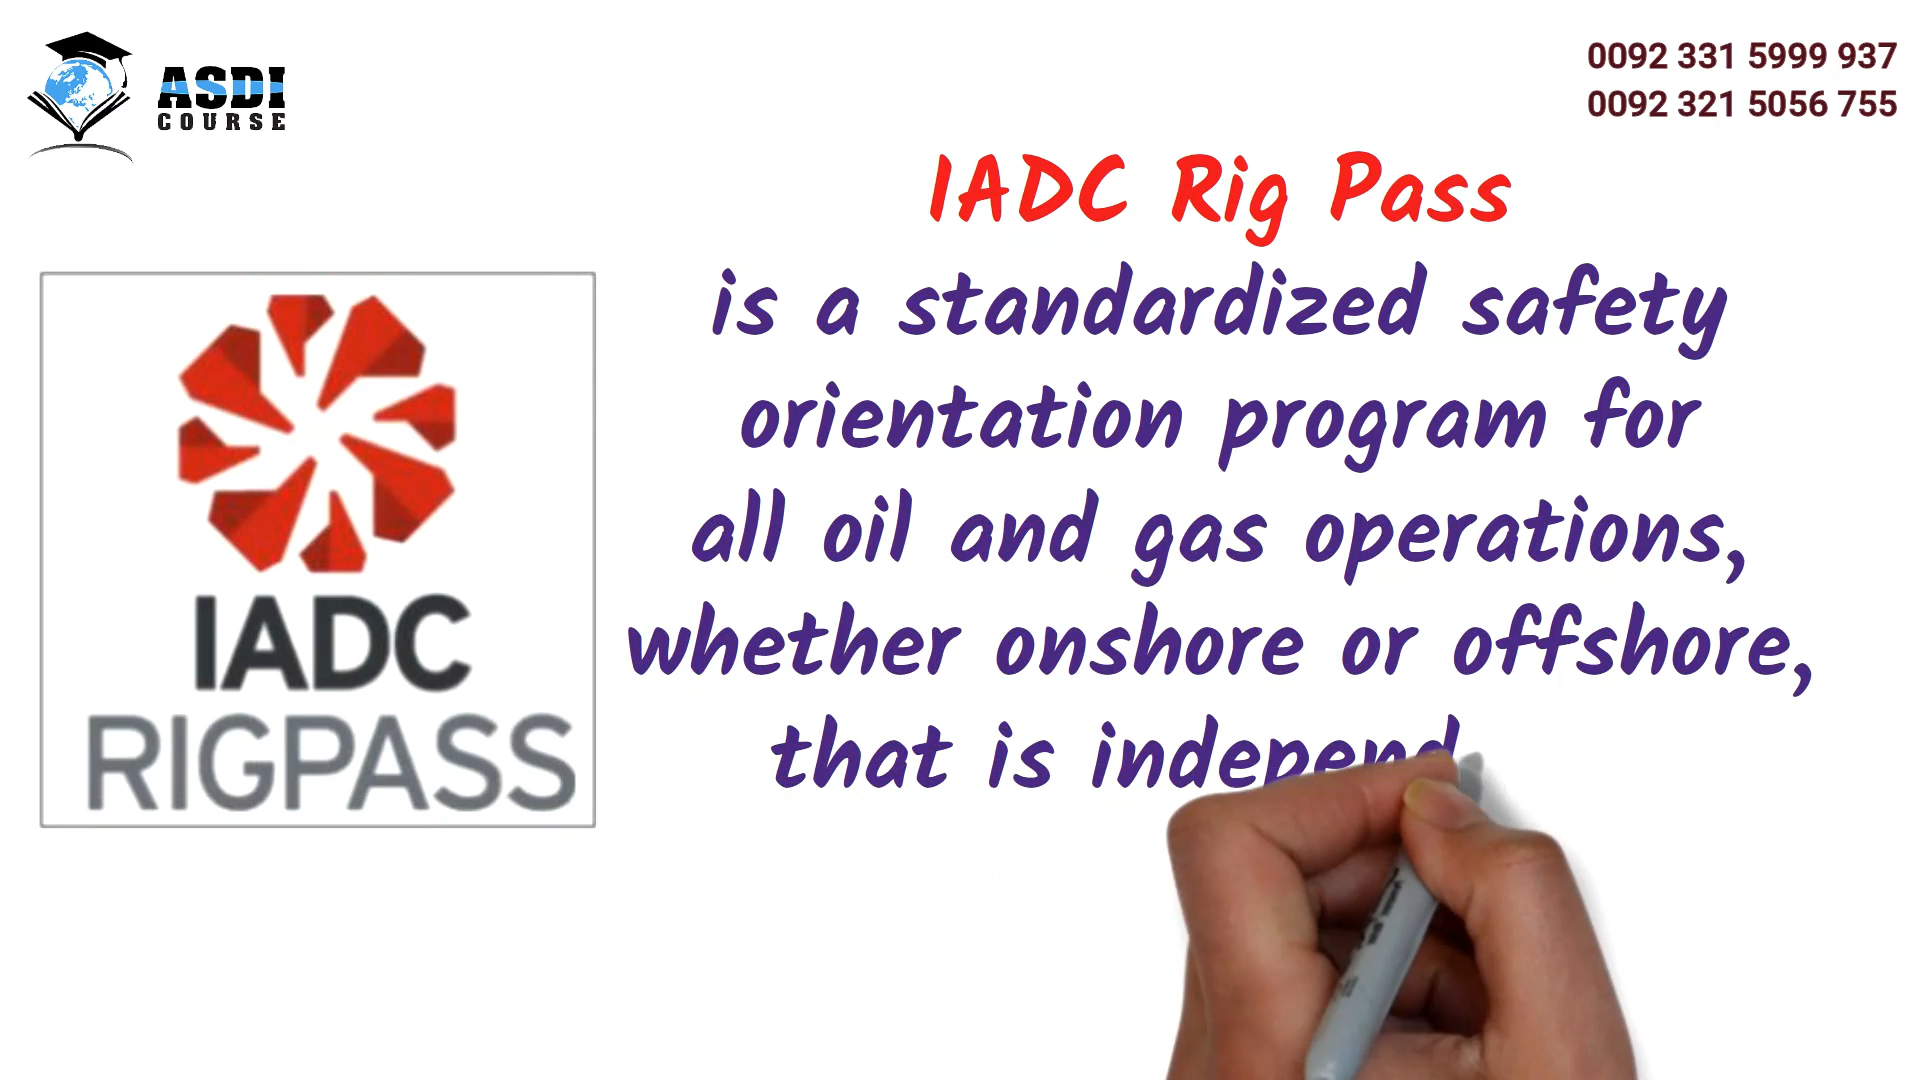 ASDI
COURSE
0092 331 5999 937
0092 321 5056 755
IADC Rig Pass
is a standardized safety
orientation program for
all oil and gas operations,
whether onshore or offshore,
that is independ
IADC
RIGPASS